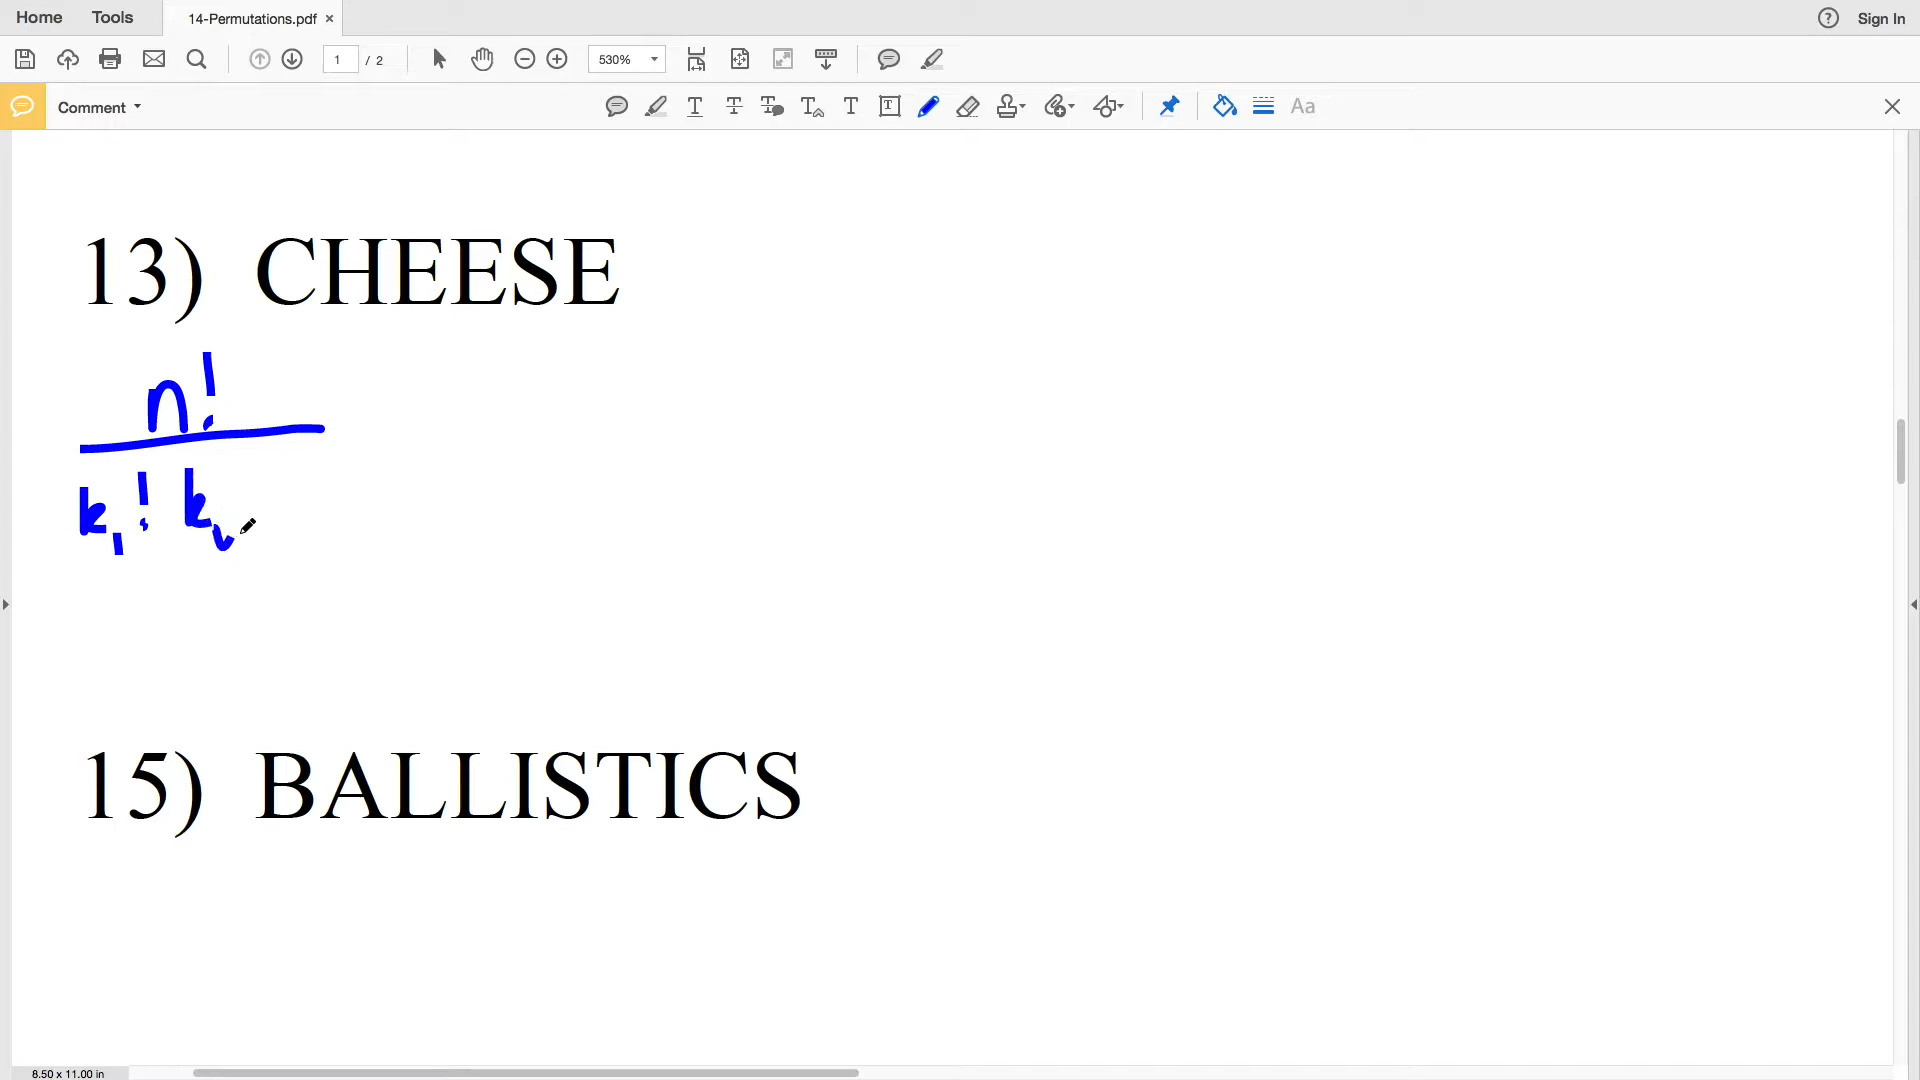 Home Tools 14-Permutations.pdf × ? Sign In
1 / 2 530%
Comment T T T T T T Aa
13) CHEESE
n!
k₁! k
15) BALLISTICS
8.50 x 11.00 in